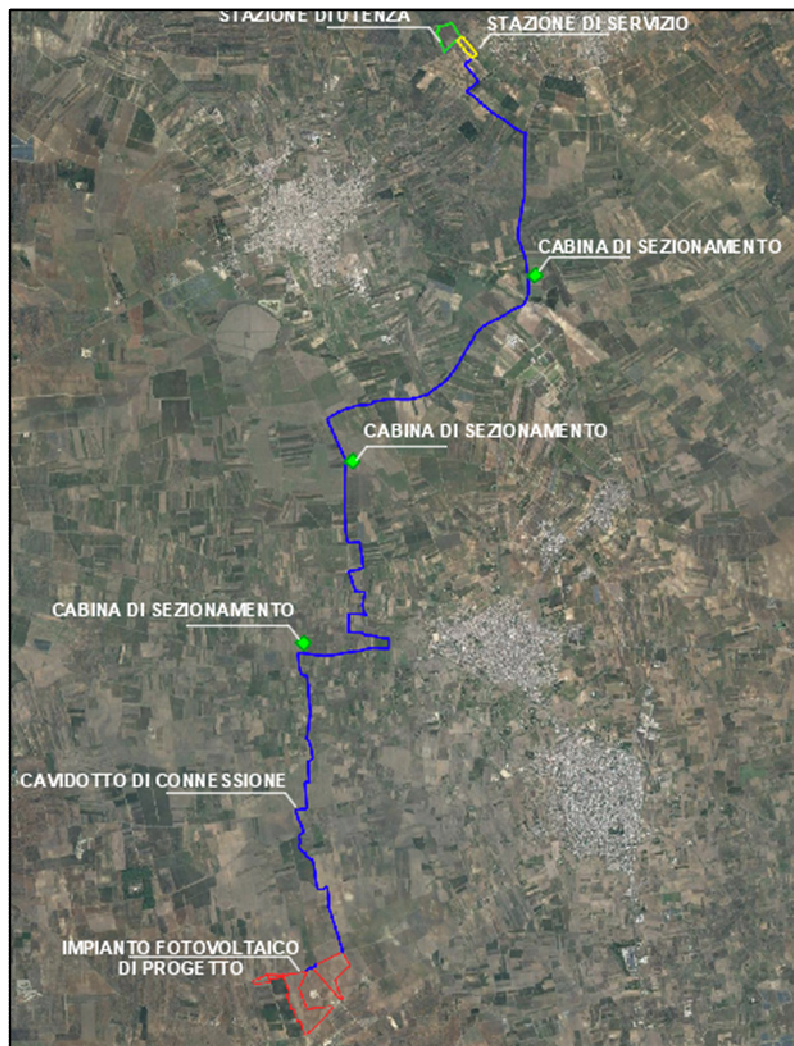 STAZIONE DI UTENZA
STAZIONE DI SERVIZIO
CABINA DI SEZIONAMENTO
CABINA DI SEZIONAMENTO
CABINA DI SEZIONAMENTO
CAVIDOTTO DI CONNESSIONE
IMPIANTO FOTOVOLTAICO
DI PROGETTO